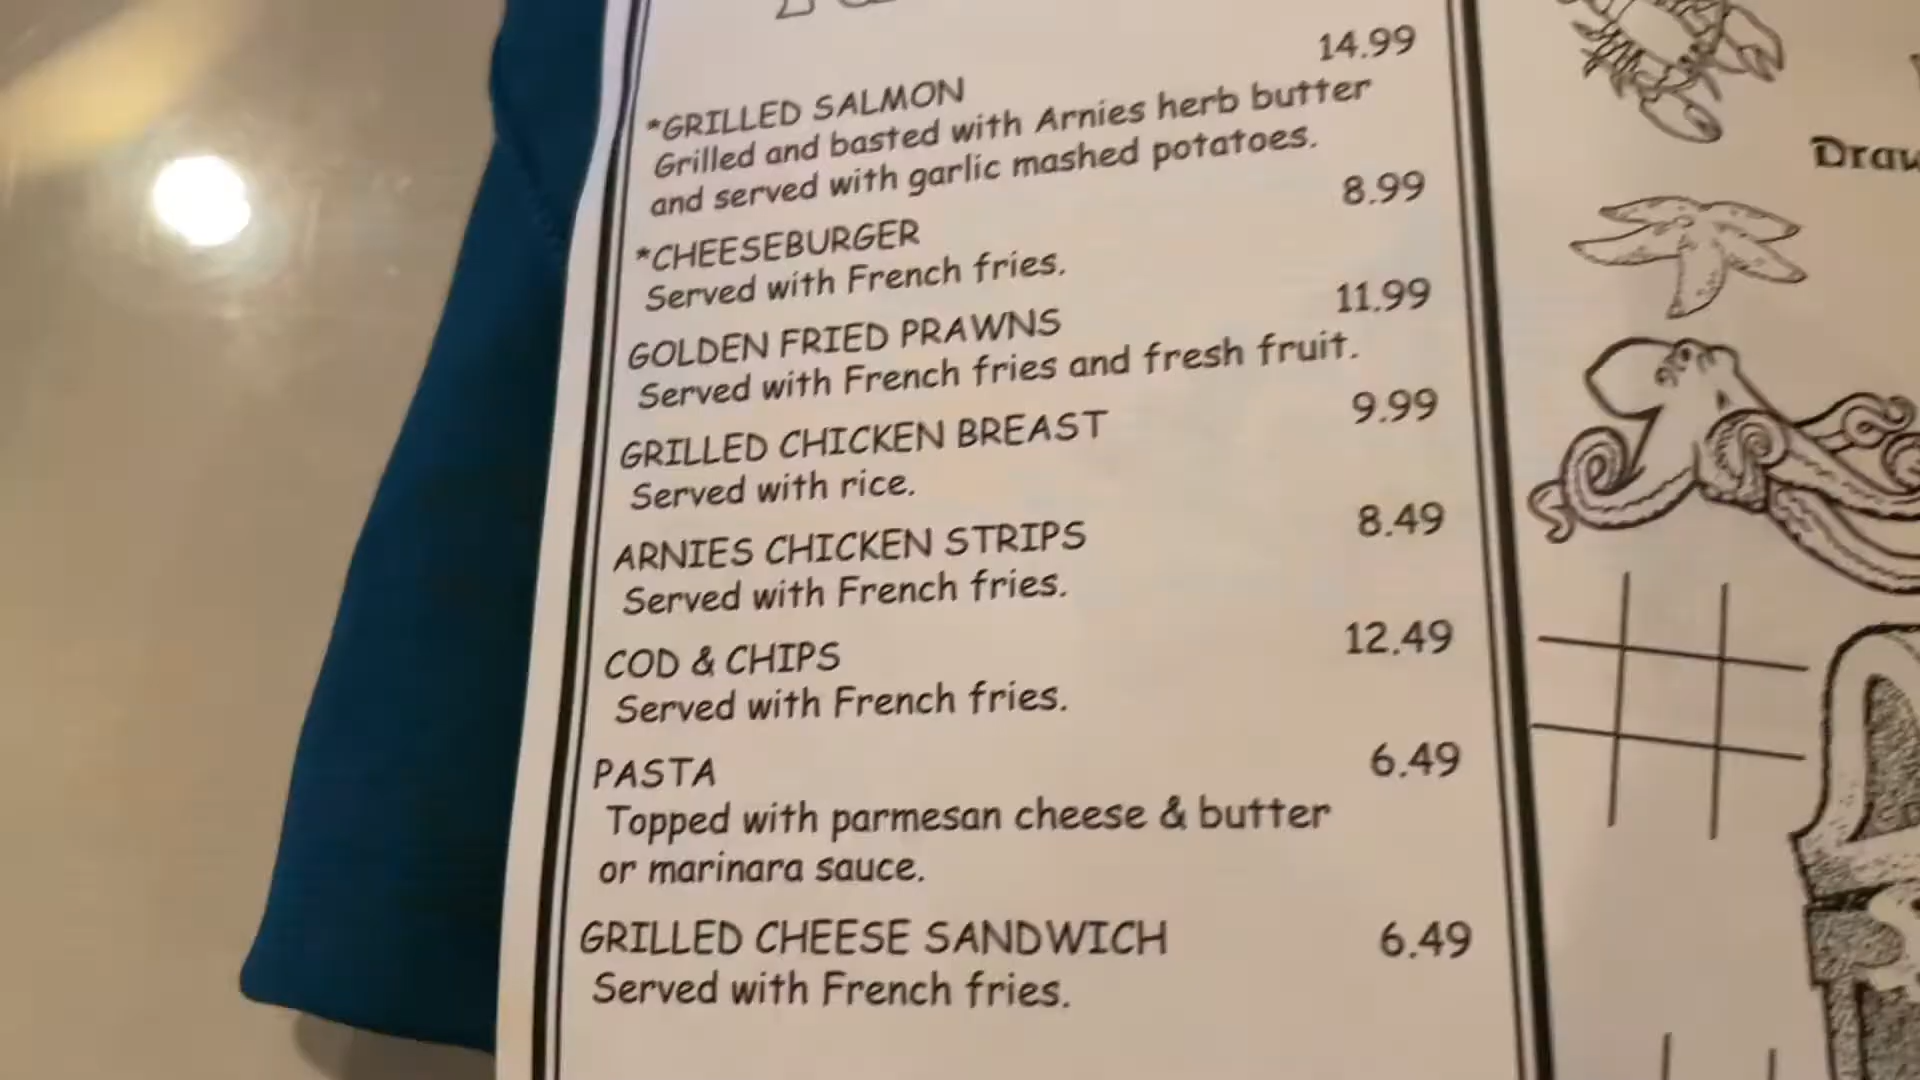 14.99
*GRILLED SALMON
Grilled and basted with Arnies herb butter
and served with garlic mashed potatoes.
8.99
*CHEESEBURGER
Served with French fries.
11.99
GOLDEN FRIED PRAWNS
Served with French fries and fresh fruit.
9.99
GRILLED CHICKEN BREAST
Served with rice.
8.49
ARNIES CHICKEN STRIPS
Served with French fries.
12.49
COD & CHIPS
Served with French fries.
PASTA 6.49
Topped with parmesan cheese & butter
or marinara sauce.
GRILLED CHEESE SANDWICH 6.49
Served with French fries.